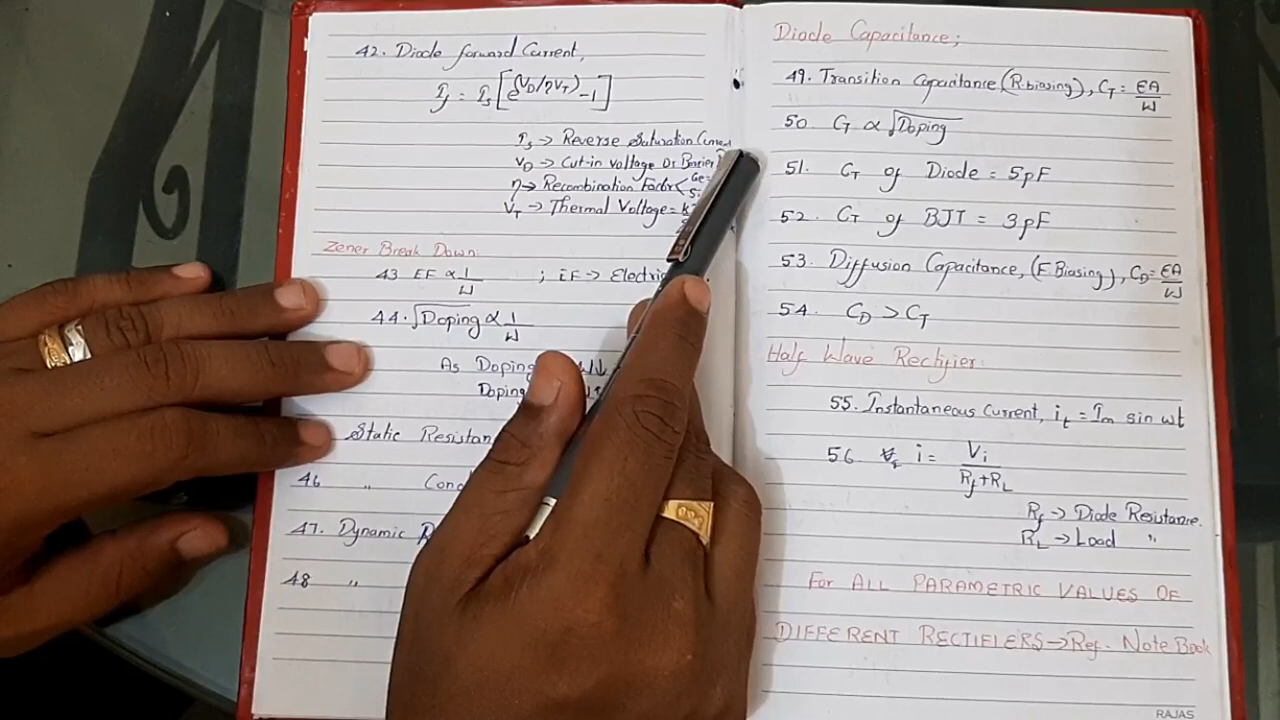 42. Diode forward Current,
If = Is [e^(VD/ηVT) -1]
Is → Reverse Saturation Current
VD → Cut-in voltage Or Barrier
η → Recombination Factor < Ge=
Si
VT → Thermal Voltage = k
Zener Break Down:
43 EF ∝ 1/W ; EF →
44. √Doping ∝ 1/W
As Doping W↓
Doping
Static
46 "
47. Dynamic
48 "
Diode Capacitance;
49. Transition Capacitance (R.biasing), CT = εA/W
50 CT ∝ √Doping
51. CT of Diode = 5pF
52. CT of BJT = 3pF
53. Diffusion Capacitance, (F.Biasing), CD = εA/W
54. CD > CT
Half Wave Rectifier:
55. Instantaneous Current, it = Im sin wt
56 i = Vi/Rf+RL
Rf → Diode Resistance.
RL → Load "
For ALL PARAMETRIC VALUES OF
DIFFERENT RECTIFIERS → Ref. Note Book
RAJAS